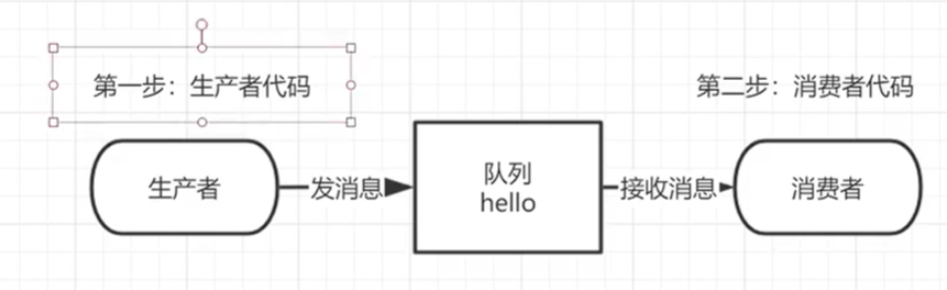 第一步：生产者代码
第二步：消费者代码
生产者
发消息
队列
hello
接收消息
消费者